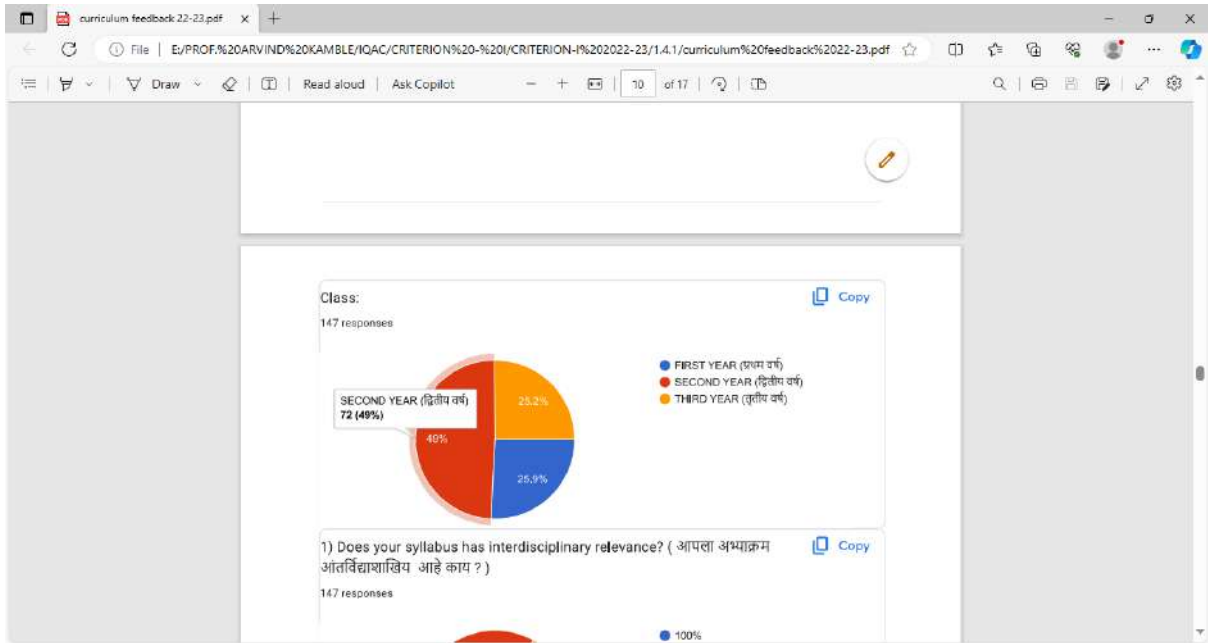 curriculum feedback 22-23.pdf
File | E:/PROF.%20ARVIND%20KAMBLE/IQAC/CRITERION%20-%20I/CRITERION-I%202022-23/1.4.1/curriculum%20feedback%2022-23.pdf
Draw
Read aloud | Ask Copilot
10 of 17
Class:
Copy
147 responses
FIRST YEAR (प्रथम वर्ष)
SECOND YEAR (द्वितीय वर्ष)
THIRD YEAR (तृतीय वर्ष)
SECOND YEAR (द्वितीय वर्ष)
72 (49%)
25.2%
49%
25.9%
1) Does your syllabus has interdisciplinary relevance? ( आपला अभ्याक्रम
आंतर्विद्याशाखिय आहे काय ? )
Copy
147 responses
100%